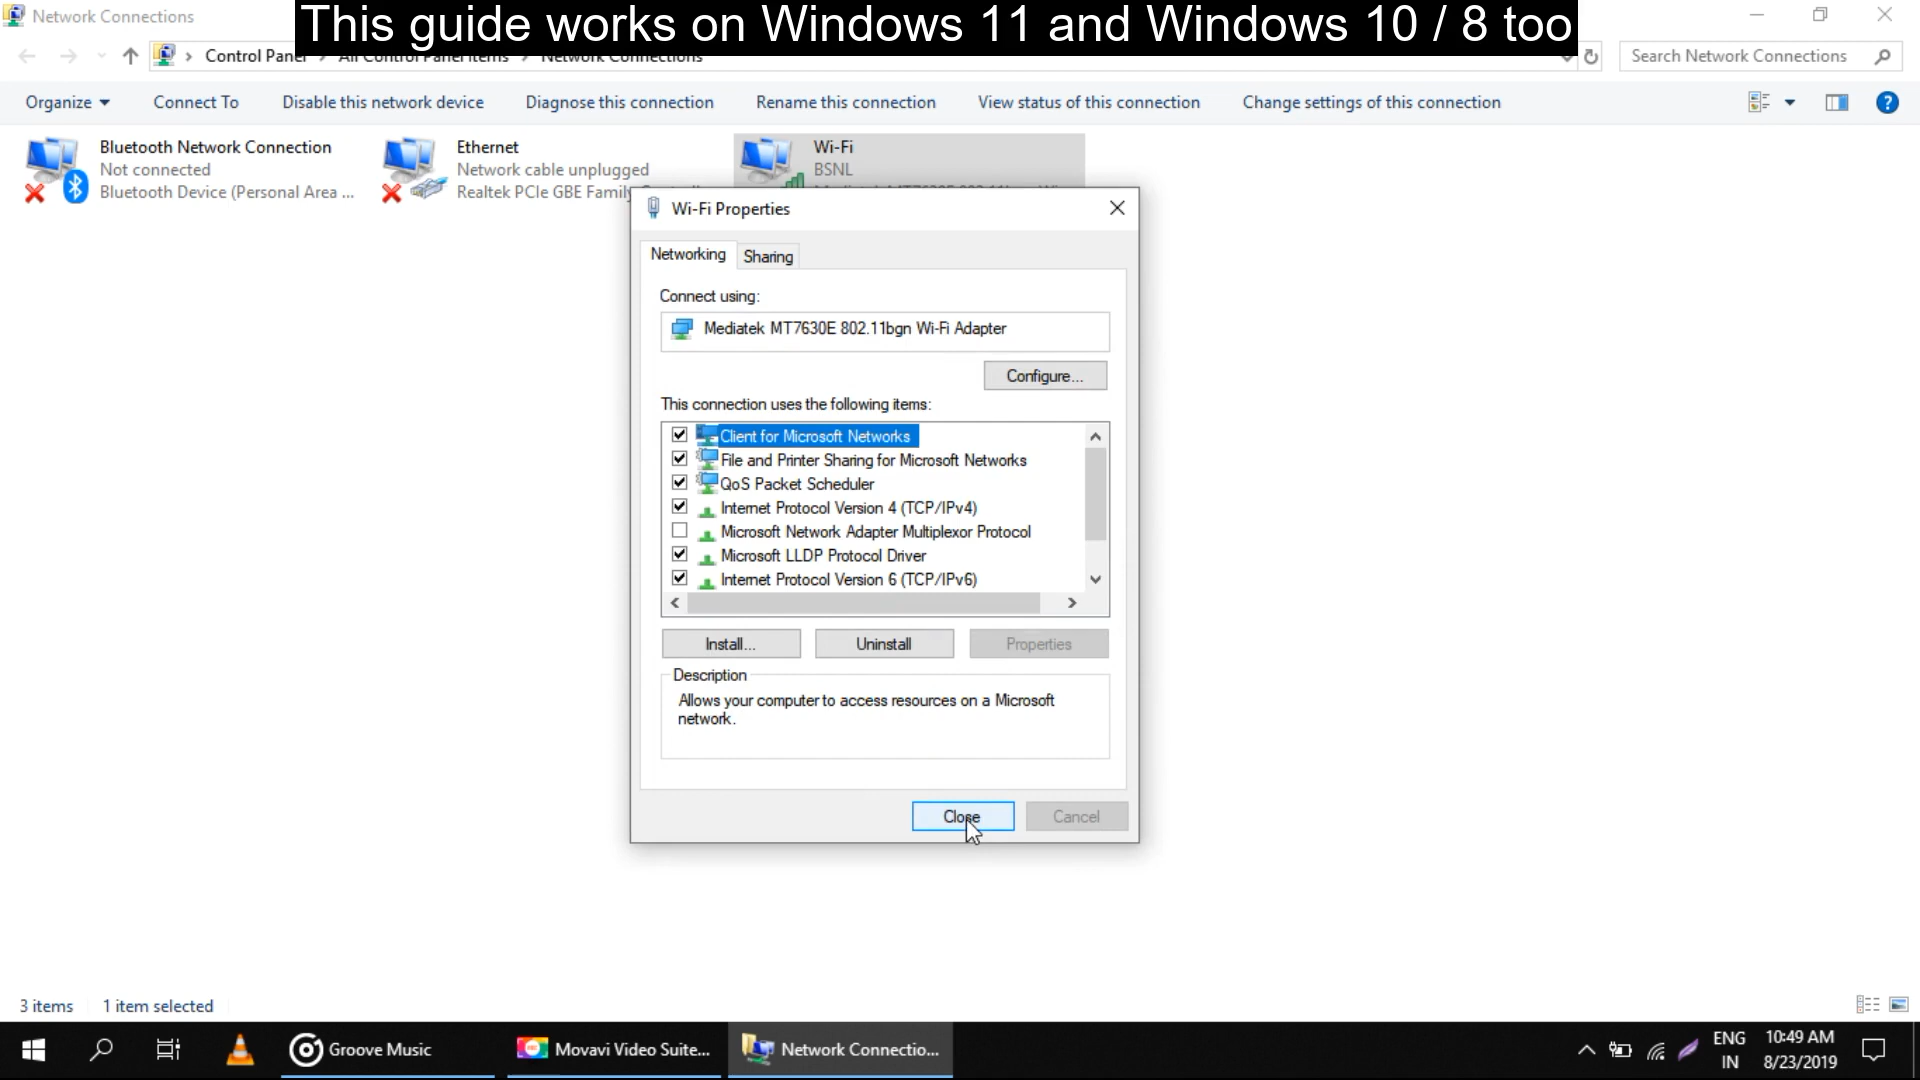 Network Connections
This guide works on Windows 11 and Windows 10 / 8 too
Control Panel > All Control Panel Items > Network Connections
Search Network Connections
Organize
Connect To
Disable this network device
Diagnose this connection
Rename this connection
View status of this connection
Change settings of this connection
Bluetooth Network Connection
Not connected
Bluetooth Device (Personal Area ...
Ethernet
Network cable unplugged
Realtek PCIe GBE Family
Wi-Fi
BSNL
Wi-Fi Properties
Networking
Sharing
Connect using:
Mediatek MT7630E 802.11bgn Wi-Fi Adapter
Configure...
This connection uses the following items:
Client for Microsoft Networks
File and Printer Sharing for Microsoft Networks
QoS Packet Scheduler
Internet Protocol Version 4 (TCP/IPv4)
Microsoft Network Adapter Multiplexor Protocol
Microsoft LLDP Protocol Driver
Internet Protocol Version 6 (TCP/IPv6)
Install...
Uninstall
Properties
Description
Allows your computer to access resources on a Microsoft
network.
Close
Cancel
3 items
1 item selected
Groove Music
Movavi Video Suite...
Network Connectio...
ENG
IN
10:49 AM
8/23/2019